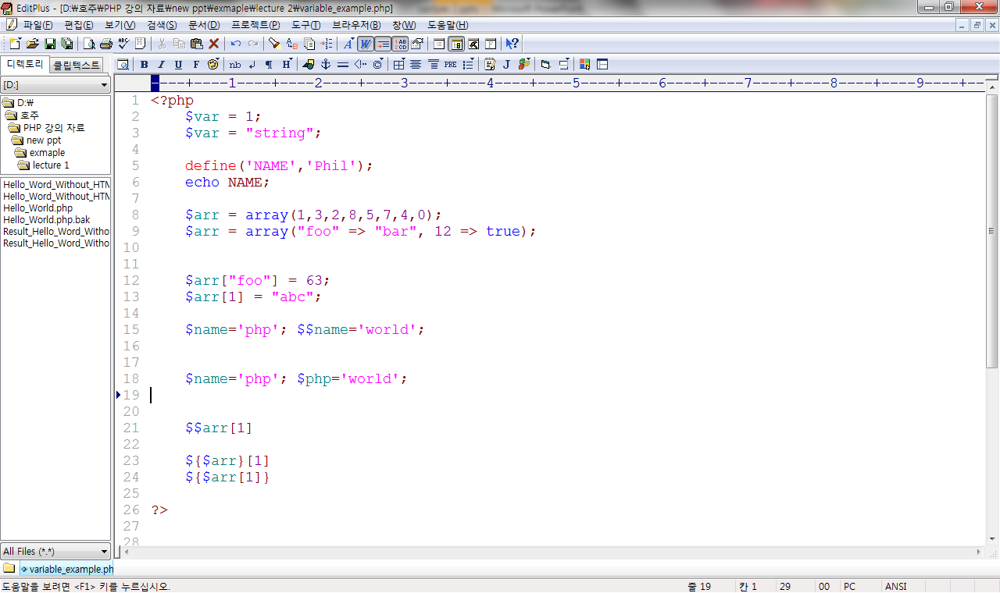 EditPlus - [D:₩호주₩PHP 강의 자료₩new ppt₩exmaple₩lecture 2₩variable_example.php]
파일(F) 편집(E) 보기(V) 검색(S) 문서(D) 프로젝트(P) 도구(T) 브라우저(B) 창(W) 도움말(H)
디렉토리 클립텍스트
B I U F nb H PRE J
[D:]
----+----1----+----2----+----3----+----4----+----5----+----6----+----7----+----8----+----9----+--
D:₩
호주
PHP 강의 자료
new ppt
exmaple
lecture 1
Hello_Word_Without_HTN
Hello_Word_Without_HTN
Hello_World.php
Hello_World.php.bak
Result_Hello_Word_Witho
Result_Hello_Word_Witho
1 <?php
2 $var = 1;
3 $var = "string";
4
5 define('NAME','Phil');
6 echo NAME;
7
8 $arr = array(1,3,2,8,5,7,4,0);
9 $arr = array("foo" => "bar", 12 => true);
10
11
12 $arr["foo"] = 63;
13 $arr[1] = "abc";
14
15 $name='php'; $$name='world';
16
17
18 $name='php'; $php='world';
19
20
21 $$arr[1]
22
23 ${$arr}[1]
24 ${$arr[1]}
25
26 ?>
27
28
All Files (*.*)
variable_example.ph
도움말을 보려면 <F1> 키를 누르십시오. 줄 19 칸 1 29 00 PC ANSI